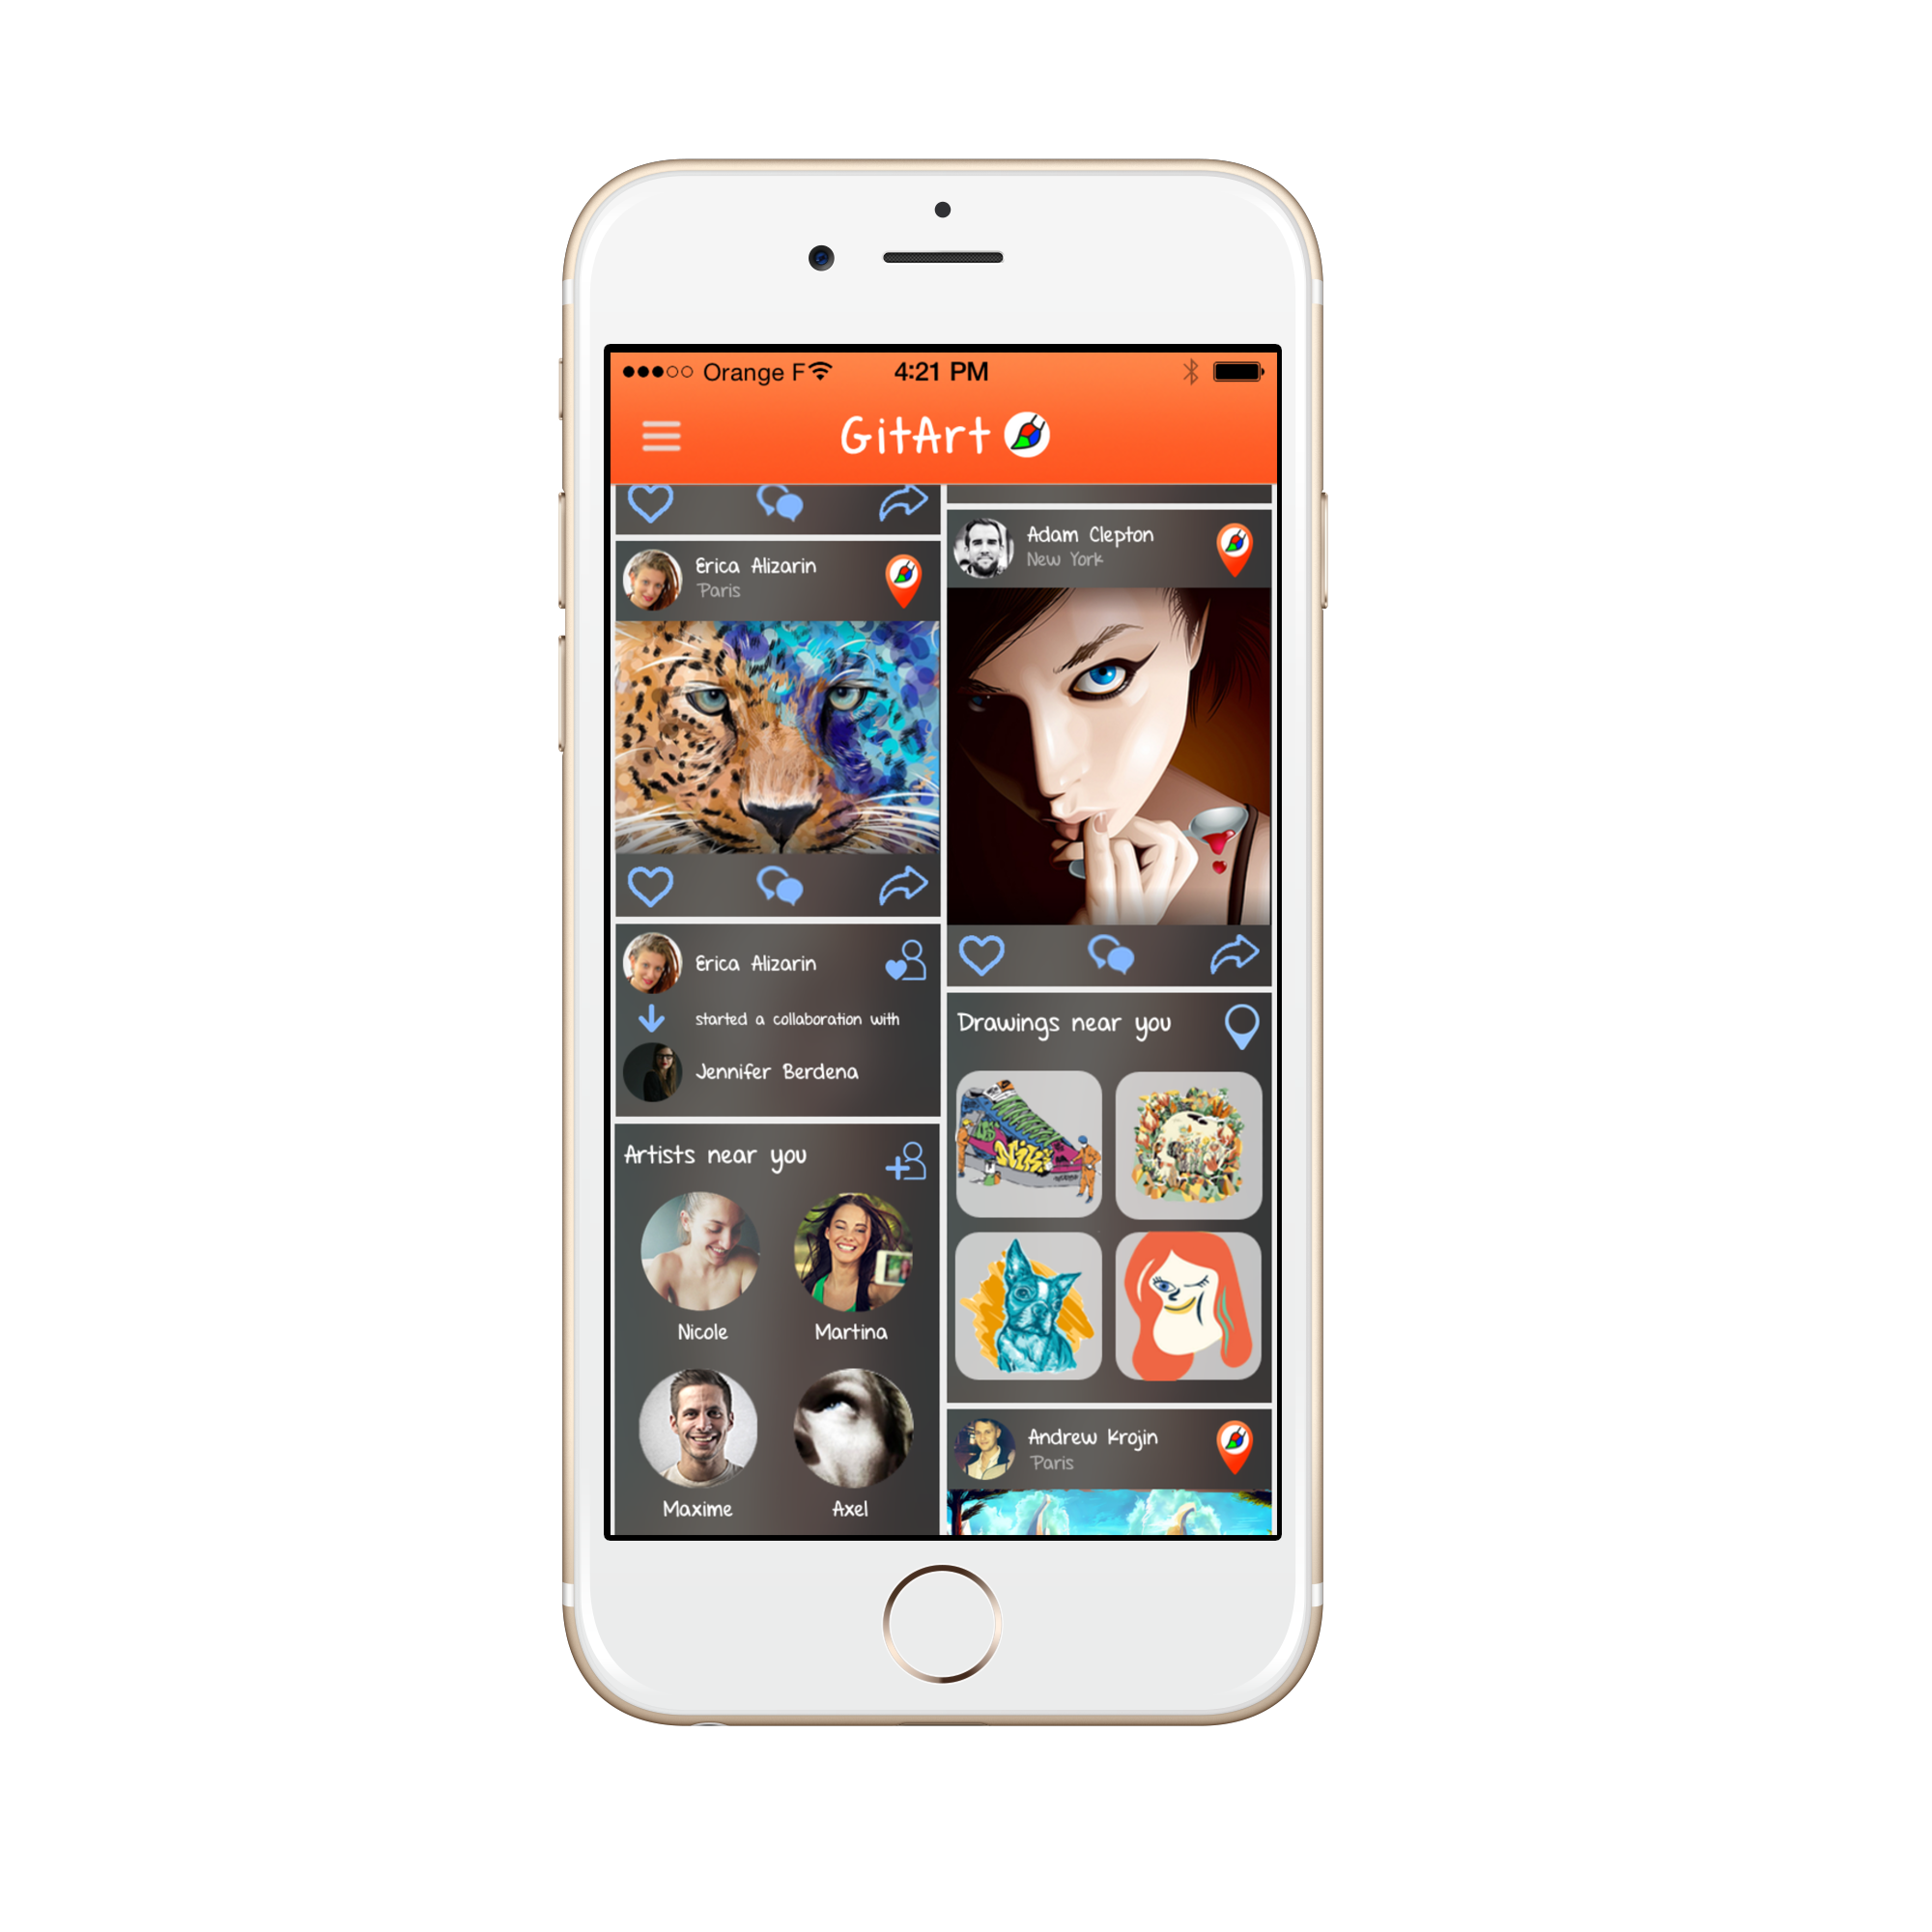 Orange F 4:21 PM
GitArt
Erica Alizarin
Paris
Erica Alizarin
started a collaboration with
Jennifer Berdena
Artists near you
Nicole
Martina
Maxime
Axel
Adam Clepton
New York
Drawings near you
Nik
Andrew Krojin
Paris